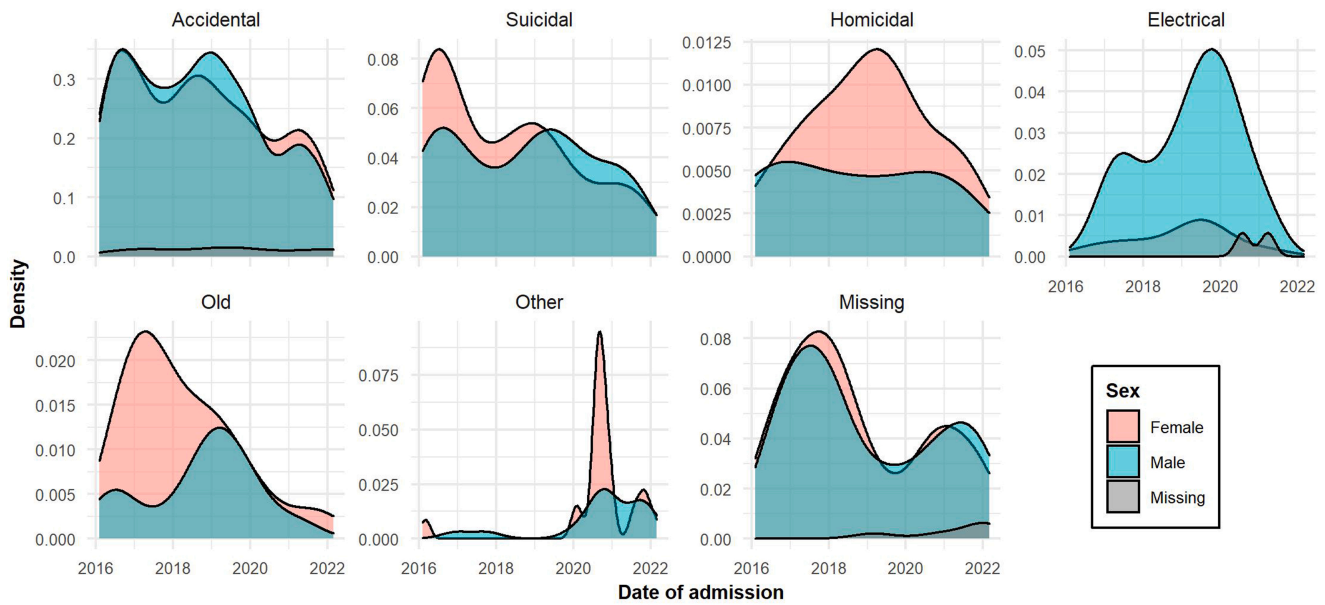 Accidental
Suicidal
Homicidal
Electrical
0.3
0.2
0.1
0.0
0.08
0.06
0.04
0.02
0.00
0.0125
0.0100
0.0075
0.0050
0.0025
0.0000
0.05
0.04
0.03
0.02
0.01
0.00
2016 2018 2020 2022
Density
Old
Other
Missing
0.020
0.015
0.010
0.005
0.000
0.075
0.050
0.025
0.000
0.08
0.06
0.04
0.02
0.00
2016 2018 2020 2022
2016 2018 2020 2022
2016 2018 2020 2022
Date of admission
Sex
Female
Male
Missing